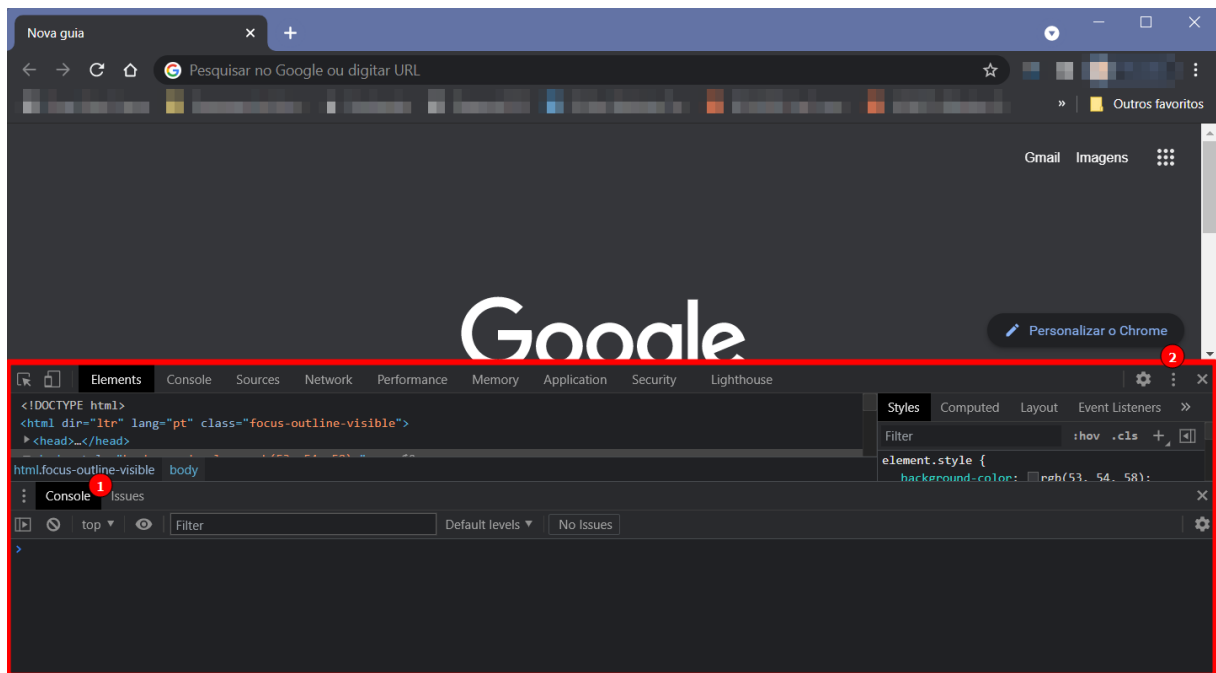 Nova guia
Pesquisar no Google ou digitar URL
» Outros favoritos
Gmail Imagens
Google
Personalizar o Chrome
2
Elements Console Sources Network Performance Memory Application Security Lighthouse
<!DOCTYPE html>
<html dir="ltr" lang="pt" class="focus-outline-visible">
<head>…</head>
html.focus-outline-visible body
Styles Computed Layout Event Listeners »
Filter :hov .cls +
element.style {
background-color: rgb(53, 54, 58);
1
Console Issues
top Filter Default levels No Issues
>